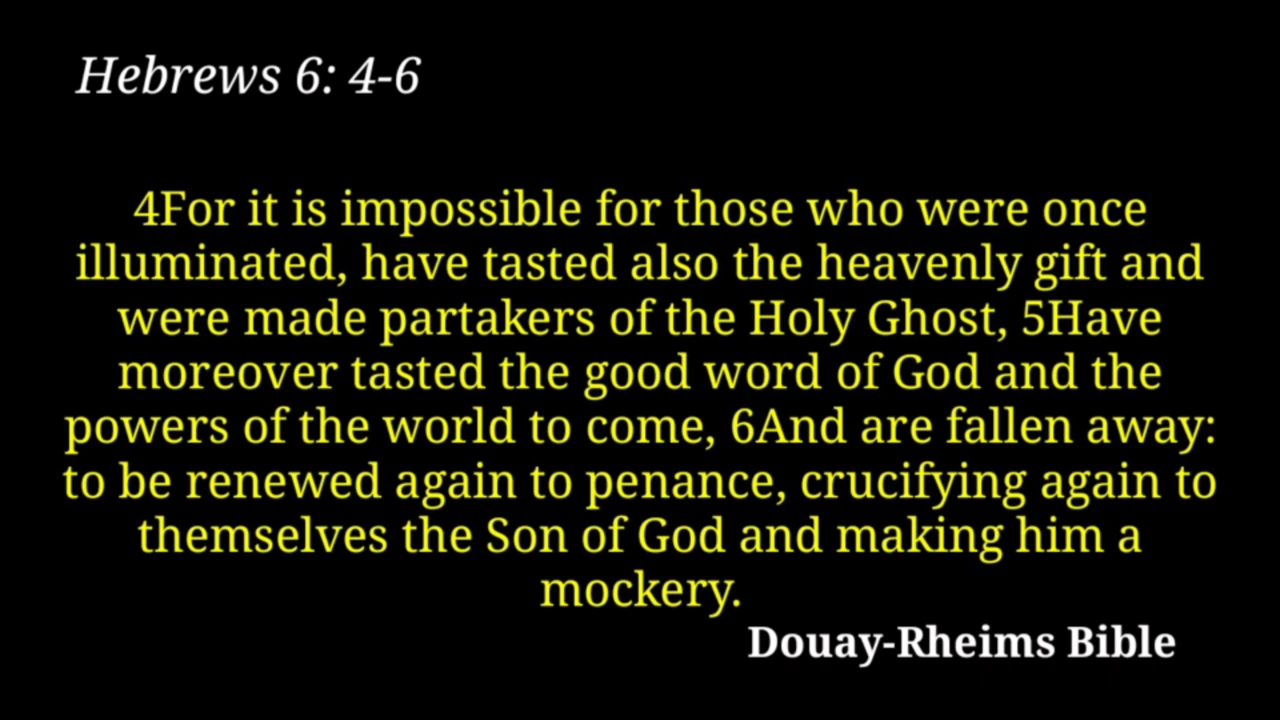 Hebrews 6: 4-6
4For it is impossible for those who were once
illuminated, have tasted also the heavenly gift and
were made partakers of the Holy Ghost, 5Have
moreover tasted the good word of God and the
powers of the world to come, 6And are fallen away:
to be renewed again to penance, crucifying again to
themselves the Son of God and making him a
mockery.
Douay-Rheims Bible